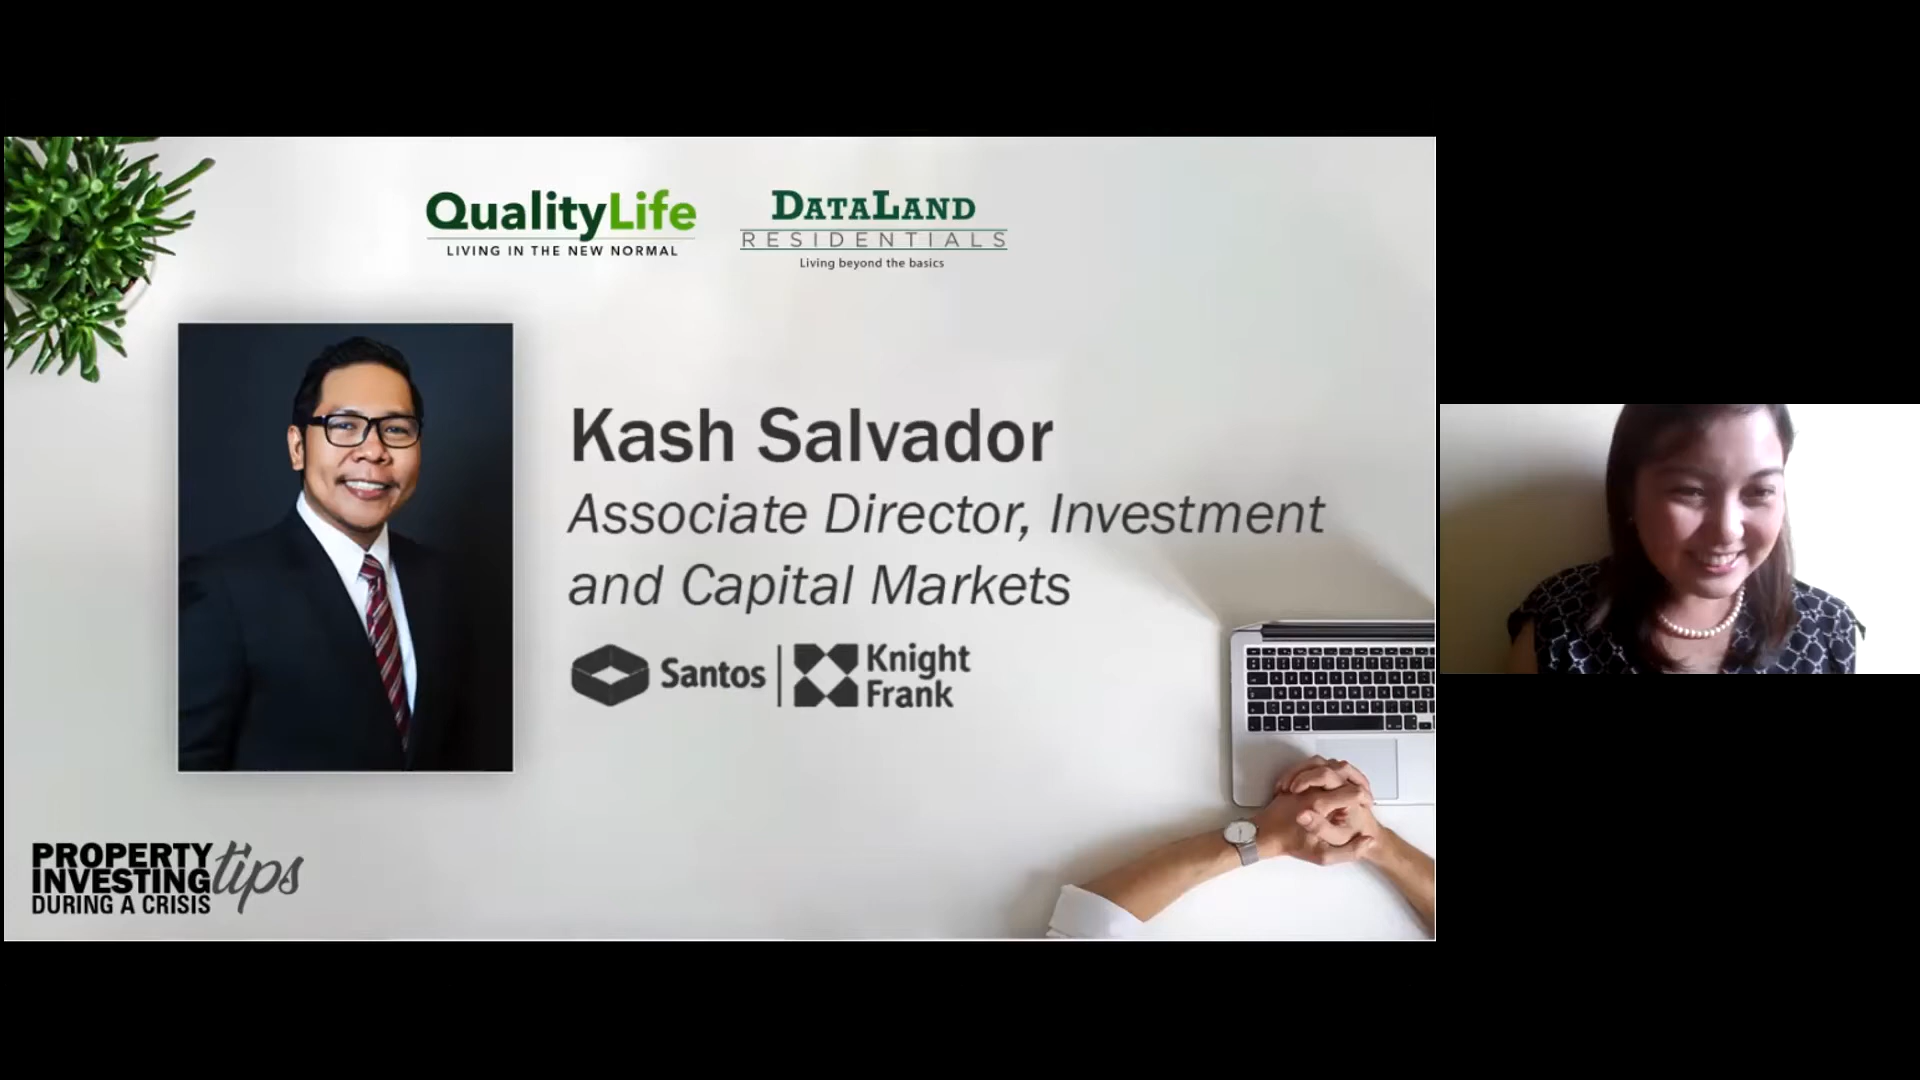 QualityLife
LIVING IN THE NEW NORMAL
DATALAND
RESIDENTIALS
Living beyond the basics
Kash Salvador
Associate Director, Investment
and Capital Markets
Santos
Knight
Frank
PROPERTY
INVESTING tips
DURING A CRISIS